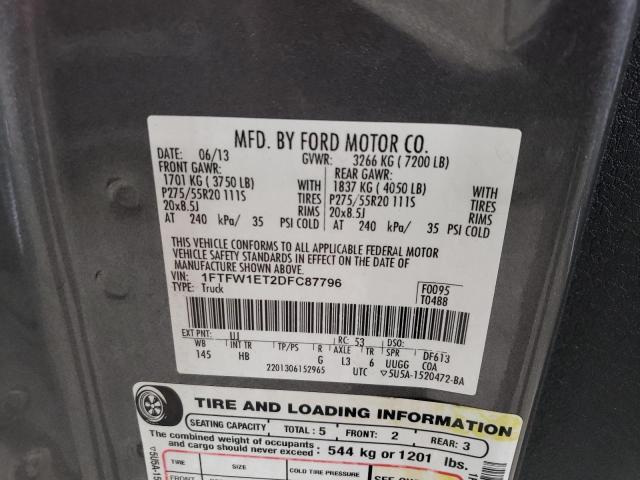 MFD. BY FORD MOTOR CO.
DATE: 06/13 GVWR: 3266 KG ( 7200 LB)
FRONT GAWR: REAR GAWR:
1701 KG ( 3750 LB) WITH 1837 KG ( 4050 LB) WITH
P275/55R20 111S TIRES P275/55R20 111S TIRES
20x8.5J RIMS 20x8.5J RIMS
AT 240 kPa/ 35 PSI COLD AT 240 kPa/ 35 PSI COLD
THIS VEHICLE CONFORMS TO ALL APPLICABLE FEDERAL MOTOR
VEHICLE SAFETY STANDARDS IN EFFECT ON THE DATE OF
MANUFACTURE SHOWN ABOVE.
VIN: 1FTFW1ET2DFC87796 F0095
TYPE: Truck T0488
EXT PNT: UJ RC: 53 DSO:
WB INT TR TP/PS R AXLE TR SPR DF613
145 HB G L3 6 UUGG COA
2201306152965 UTC ▽5U5A-1520472-BA
TIRE AND LOADING INFORMATION
SEATING CAPACITY TOTAL: 5 FRONT: 2 REAR: 3
The combined weight of occupants
and cargo should never exceed: 544 kg or 1201 lbs.
TIRE SIZE COLD TIRE PRESSURE
FRONT